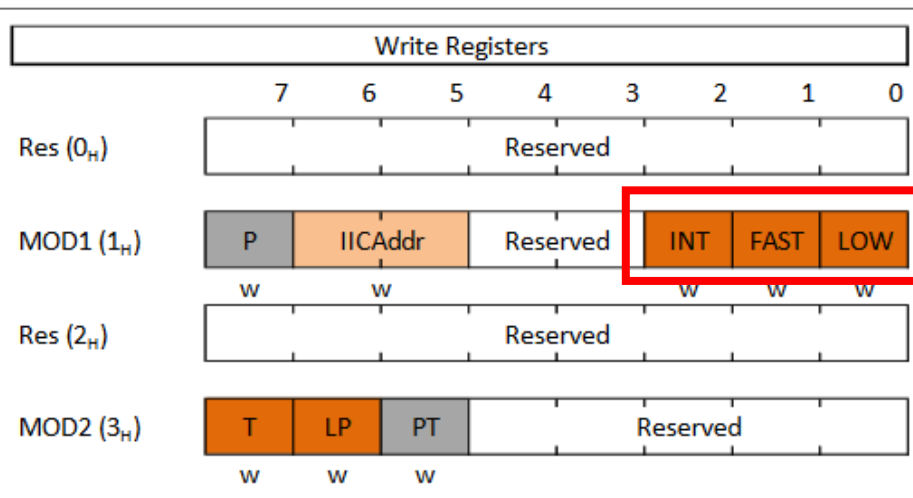 Write Registers
7 6 5 4 3 2 1 0
Res (0H) Reserved
MOD1 (1H) P IICAddr Reserved INT FAST LOW
w w w w w
Res (2H) Reserved
MOD2 (3H) T LP PT Reserved
w w w